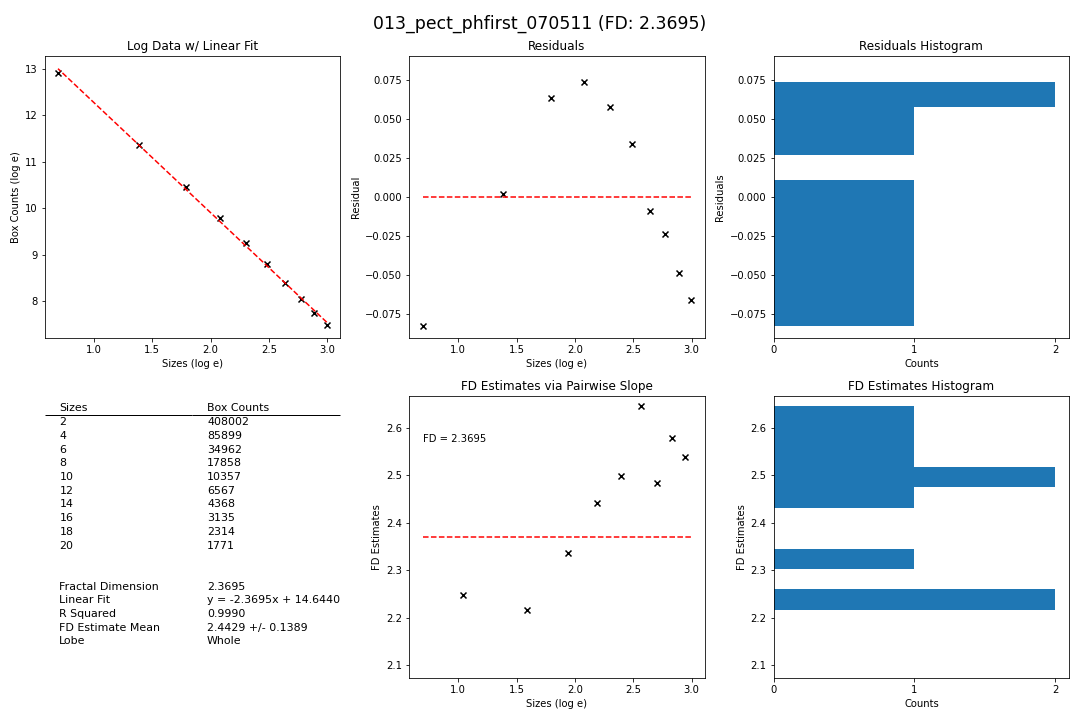 013_pect_phfirst_070511 (FD: 2.3695)
Log Data w/ Linear Fit
Box Counts (log e)
13
12
11
10
9
8
1.0 1.5 2.0 2.5 3.0
Sizes (log e)
Residuals
Residual
0.075
0.050
0.025
0.000
−0.025
−0.050
−0.075
1.0 1.5 2.0 2.5 3.0
Sizes (log e)
Residuals Histogram
Residuals
0.075
0.050
0.025
0.000
−0.025
−0.050
−0.075
0 1 2
Counts
Sizes Box Counts
2 408002
4 85899
6 34962
8 17858
10 10357
12 6567
14 4368
16 3135
18 2314
20 1771
Fractal Dimension 2.3695
Linear Fit y = -2.3695x + 14.6440
R Squared 0.9990
FD Estimate Mean 2.4429 +/- 0.1389
Lobe Whole
FD Estimates via Pairwise Slope
FD Estimates
FD = 2.3695
2.6
2.5
2.4
2.3
2.2
2.1
1.0 1.5 2.0 2.5 3.0
Sizes (log e)
FD Estimates Histogram
FD Estimates
2.6
2.5
2.4
2.3
2.2
2.1
0 1 2
Counts